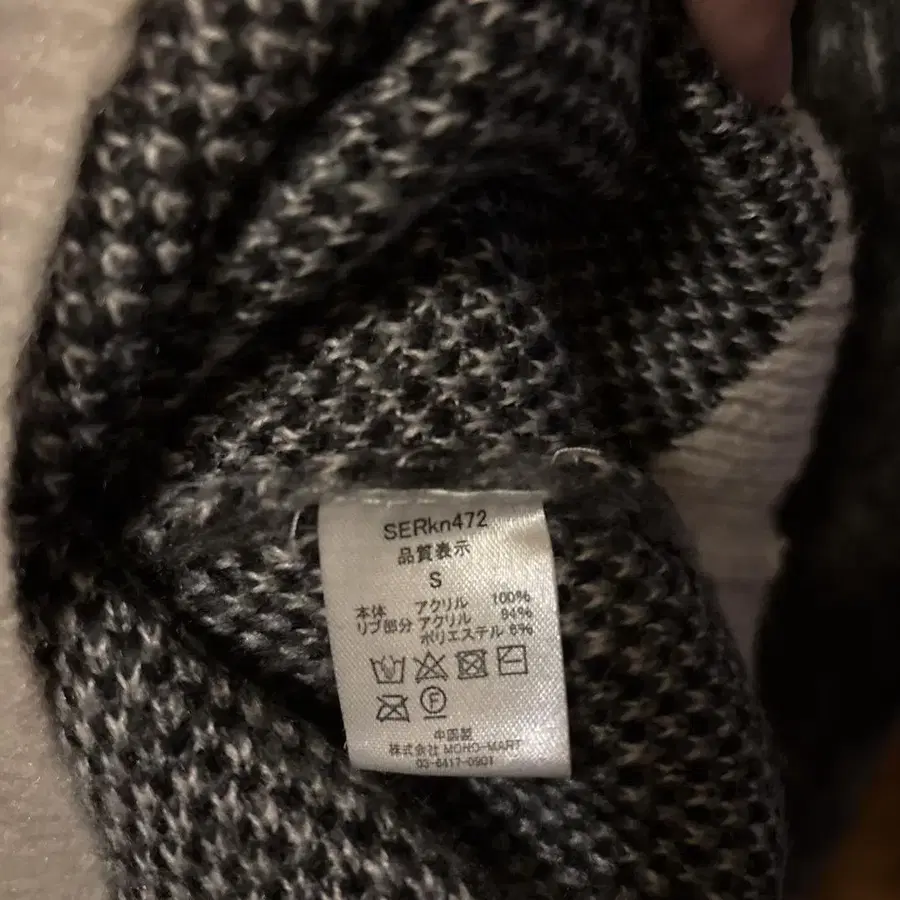 SERkn472
品質表示
S
本体 アクリル 100%
リブ部分 アクリル 94%
ポリエステル 6%
F
中国製
株式会社 MONO-MART
03-6417-0901